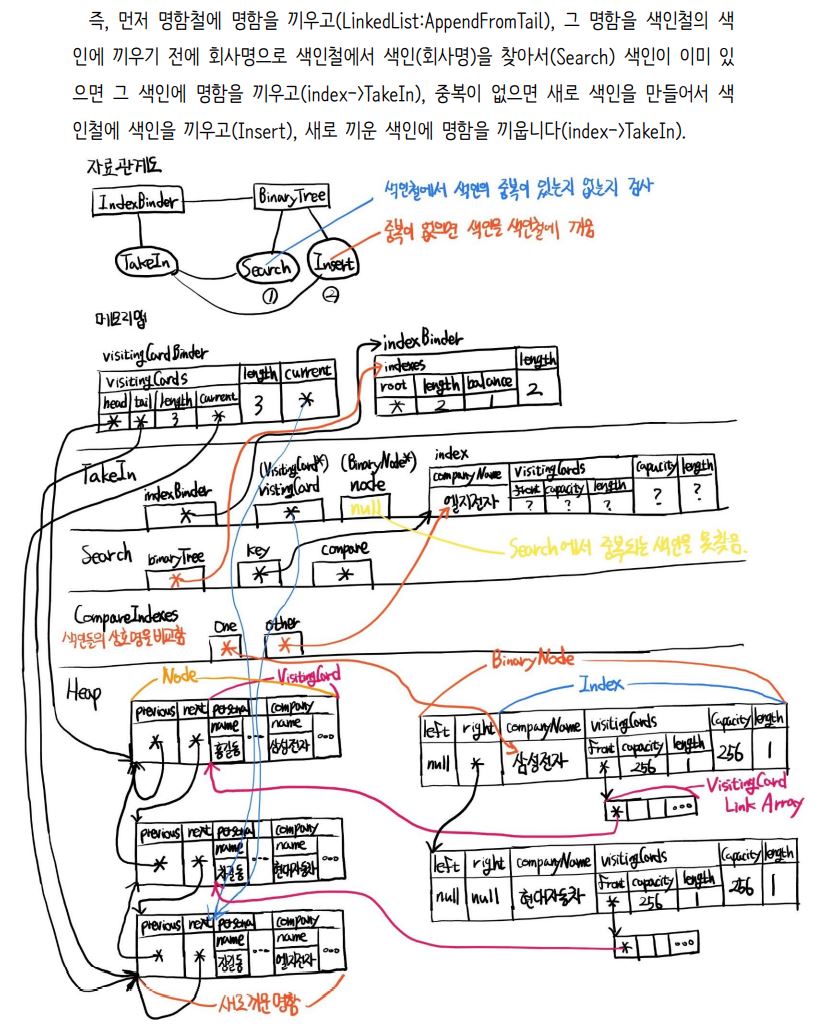 즉, 먼저 명함철에 명함을 끼우고(LinkedList:AppendFromTail), 그 명함을 색인철의 색
인에 끼우기 전에 회사명으로 색인철에서 색인(회사명)을 찾아서(Search) 색인이 이미 있
으면 그 색인에 명함을 끼우고(index->TakeIn), 중복이 없으면 새로 색인을 만들어서 색
인철에 색인을 끼우고(Insert), 새로 끼운 색인에 명함을 끼웁니다(index->TakeIn).
자료관계도
IndexBinder
BinaryTree
색인철에서 색인의 중복이 있는지 없는지 검사
중복이 없으면 색인을 색인철에 끼움
TakeIn
Search
Insert
①
②
메모리맵
visitingCardBinder
visitingCards length current
head tail length current
* * 3 * 3 *
indexBinder
indexes length
root length balance
* 2 1 2
TakeIn
indexBinder
*
(VisitingCard*)
visitingCard
*
(BinaryNode*)
node
null
index
companyName visitingCards capacity length
front capacity length
엘지전자 ? ? ? ? ?
Search
binaryTree
*
key
*
compare
*
Search에서 중복되는 색인을 못찾음.
CompareIndexes
색인들의 상호명을 비교함
one
*
other
*
Heap
Node
VisitingCard
previous next personal company
name name
* * 홍길동 ... 삼성전자 ...
previous next personal company
name name
* * 최길동 ... 현대자동차 ...
previous next personal company
name name
* * 김길동 ... 엘지전자 ...
새로 끼운 명함
BinaryNode
Index
left right companyName visitingCards capacity length
front capacity length
null * 삼성전자 * 256 1 256 1
VisitingCard
Link Array
* ...
left right companyName visitingCards capacity length
front capacity length
null null 현대자동차 * 256 1 256 1
* ...